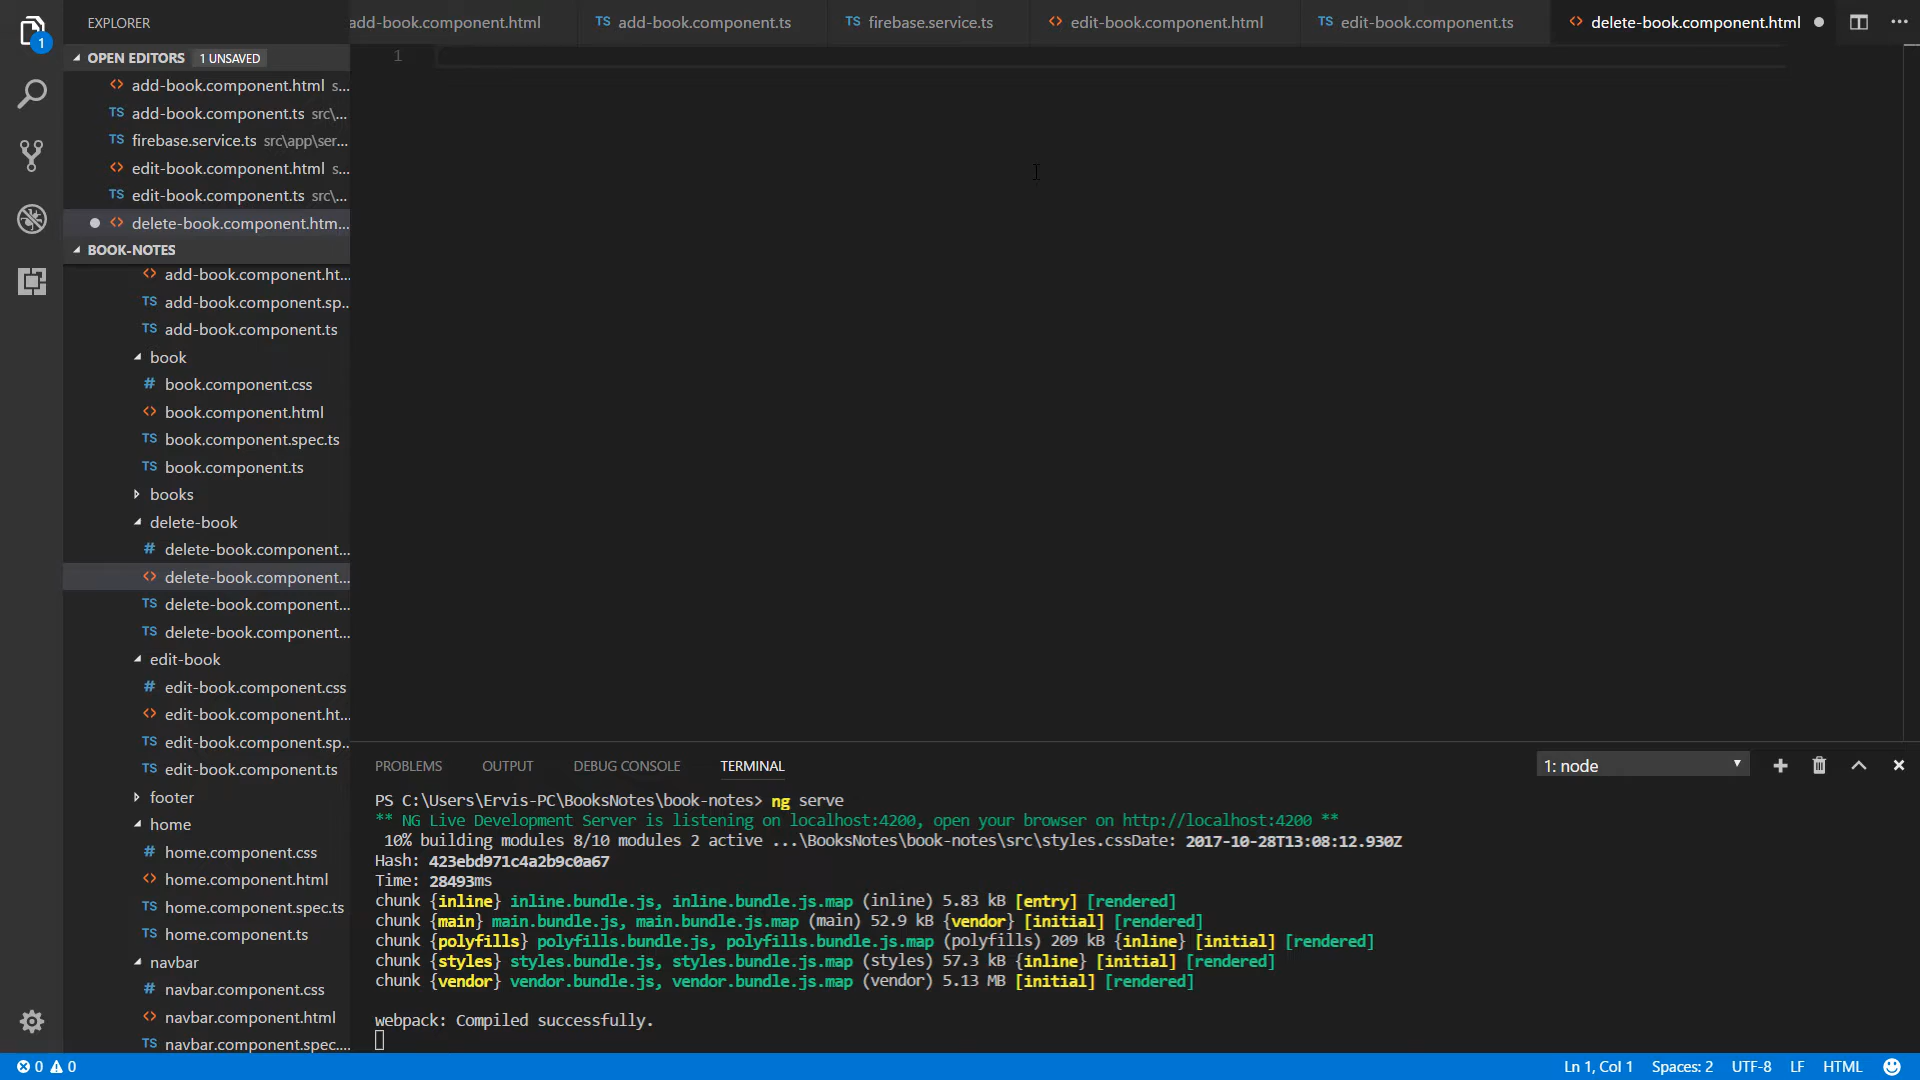 EXPLORER
add-book.component.html
TS add-book.component.ts
TS firebase.service.ts
<> edit-book.component.html
TS edit-book.component.ts
<> delete-book.component.html
1
OPEN EDITORS 1 UNSAVED
<> add-book.component.html s...
TS add-book.component.ts src\...
TS firebase.service.ts src\app\ser...
<> edit-book.component.html s...
TS edit-book.component.ts src\...
<> delete-book.component.htm...
BOOK-NOTES
<> add-book.component.ht...
TS add-book.component.sp...
TS add-book.component.ts
book
# book.component.css
<> book.component.html
TS book.component.spec.ts
TS book.component.ts
books
delete-book
# delete-book.component...
<> delete-book.component...
TS delete-book.component...
TS delete-book.component...
edit-book
# edit-book.component.css
<> edit-book.component.ht...
TS edit-book.component.sp...
TS edit-book.component.ts
footer
home
# home.component.css
<> home.component.html
TS home.component.spec.ts
TS home.component.ts
navbar
# navbar.component.css
<> navbar.component.html
TS navbar.component.spec....
1
PROBLEMS OUTPUT DEBUG CONSOLE TERMINAL
1: node
PS C:\Users\Ervis-PC\BooksNotes\book-notes> ng serve
** NG Live Development Server is listening on localhost:4200, open your browser on http://localhost:4200 **
10% building modules 8/10 modules 2 active ...\BooksNotes\book-notes\src\styles.cssDate: 2017-10-28T13:08:12.930Z
Hash: 423ebd971c4a2b9c0a67
Time: 28493ms
chunk {inline} inline.bundle.js, inline.bundle.js.map (inline) 5.83 kB [entry] [rendered]
chunk {main} main.bundle.js, main.bundle.js.map (main) 52.9 kB {vendor} [initial] [rendered]
chunk {polyfills} polyfills.bundle.js, polyfills.bundle.js.map (polyfills) 209 kB {inline} [initial] [rendered]
chunk {styles} styles.bundle.js, styles.bundle.js.map (styles) 57.3 kB {inline} [initial] [rendered]
chunk {vendor} vendor.bundle.js, vendor.bundle.js.map (vendor) 5.13 MB [initial] [rendered]
webpack: Compiled successfully.
0 0
Ln 1, Col 1 Spaces: 2 UTF-8 LF HTML